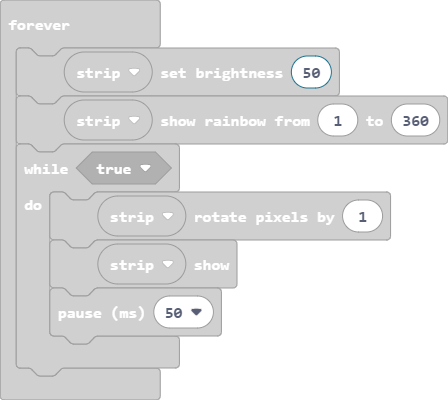 forever
strip set brightness 50
strip show rainbow from 1 to 360
while true
do
strip rotate pixels by 1
strip show
pause (ms) 50